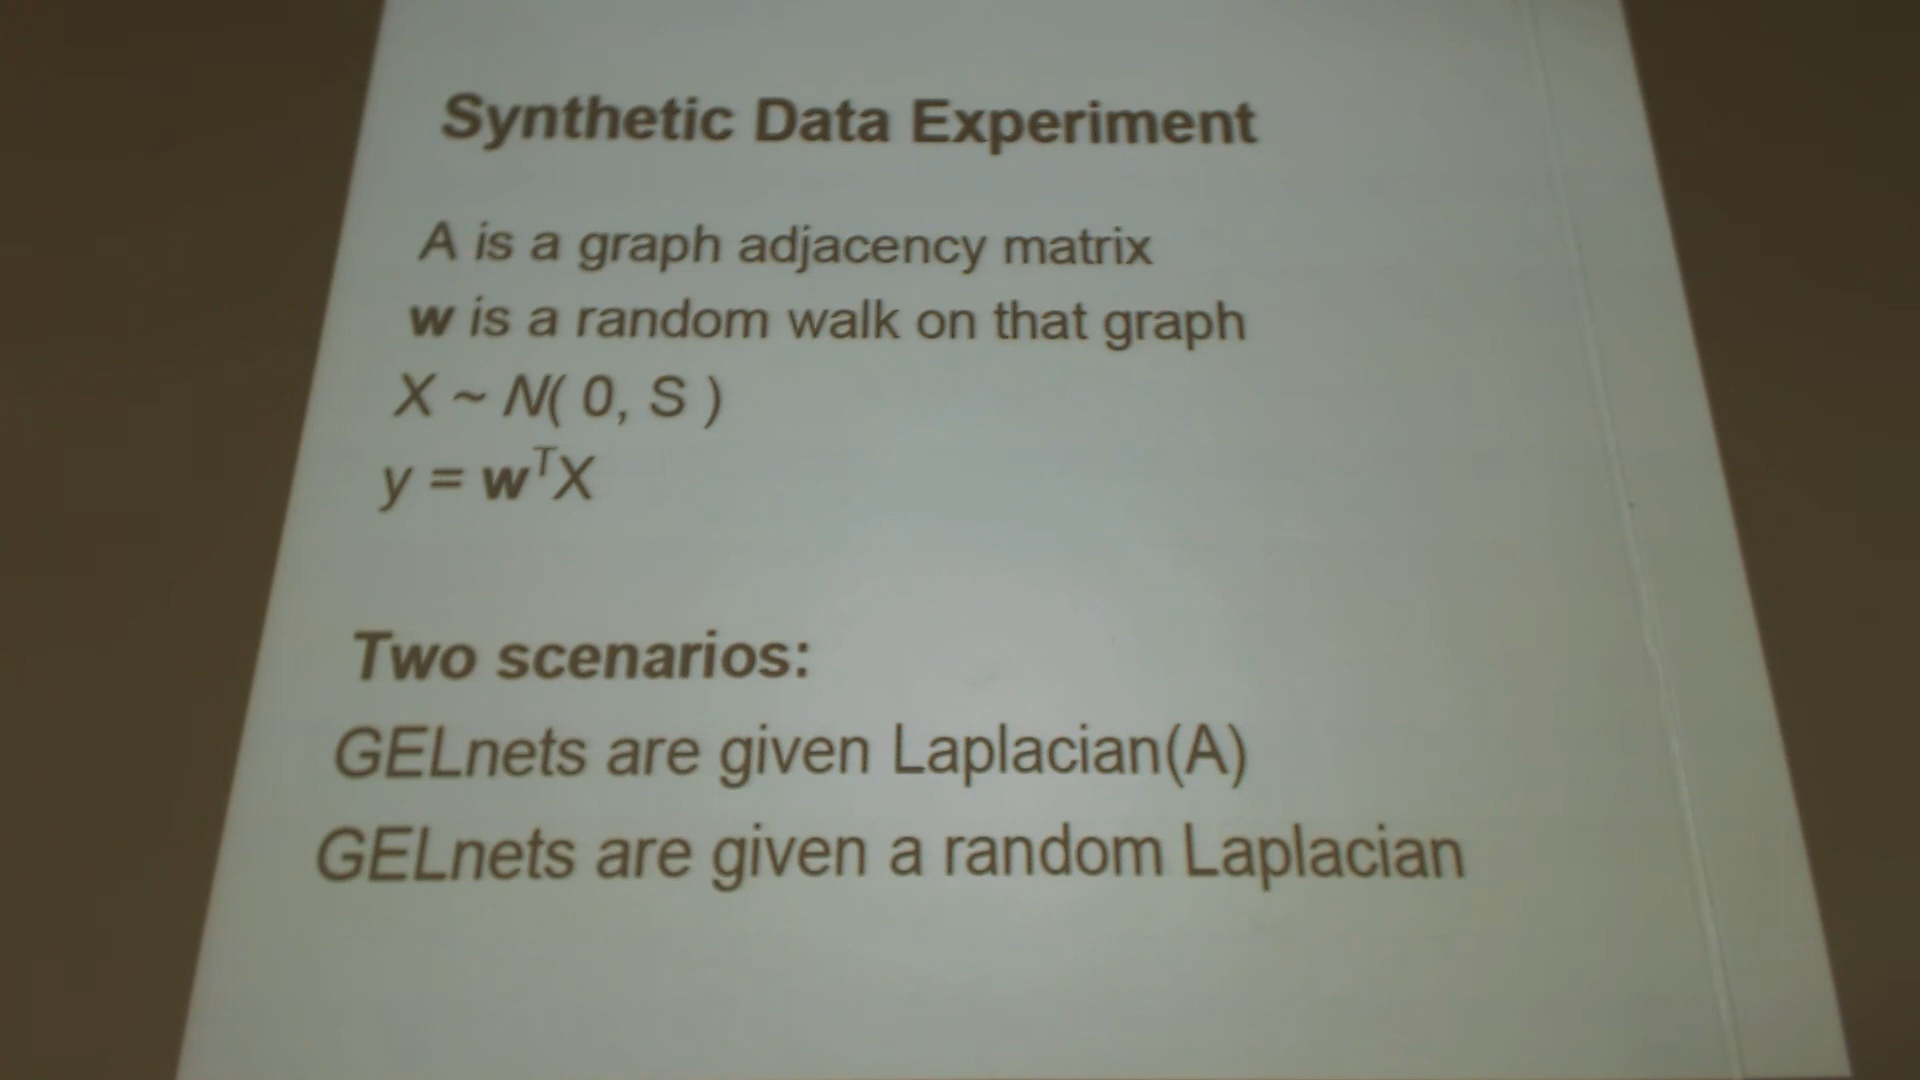 Synthetic Data Experiment
A is a graph adjacency matrix
w is a random walk on that graph
X ~ N( 0, S )
y = wᵀX
Two scenarios:
GELnets are given Laplacian(A)
GELnets are given a random Laplacian